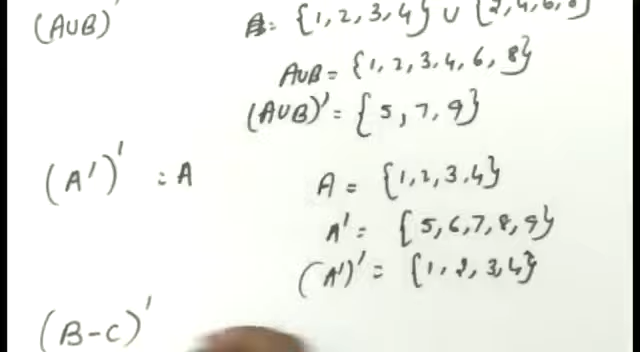 (A∪B)' B= {1, 2, 3, 4} ∪ {2, 4, 6, 8}
A∪B = {1, 2, 3, 4, 6, 8}
(A∪B)' = {5, 7, 9}
(A')' = A A = {1, 2, 3, 4}
A' = {5, 6, 7, 8, 9}
(A')' = {1, 2, 3, 4}
(B-C)'